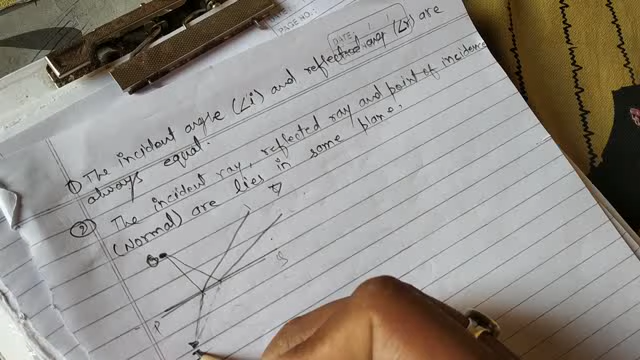 DATE
PAGE NO.:
① The incident angle (∠i) and reflected ray (∠r) are
always equal.
② The incident ray, reflected ray and point of incidence
(Normal) are lies in same plane.
P
Q